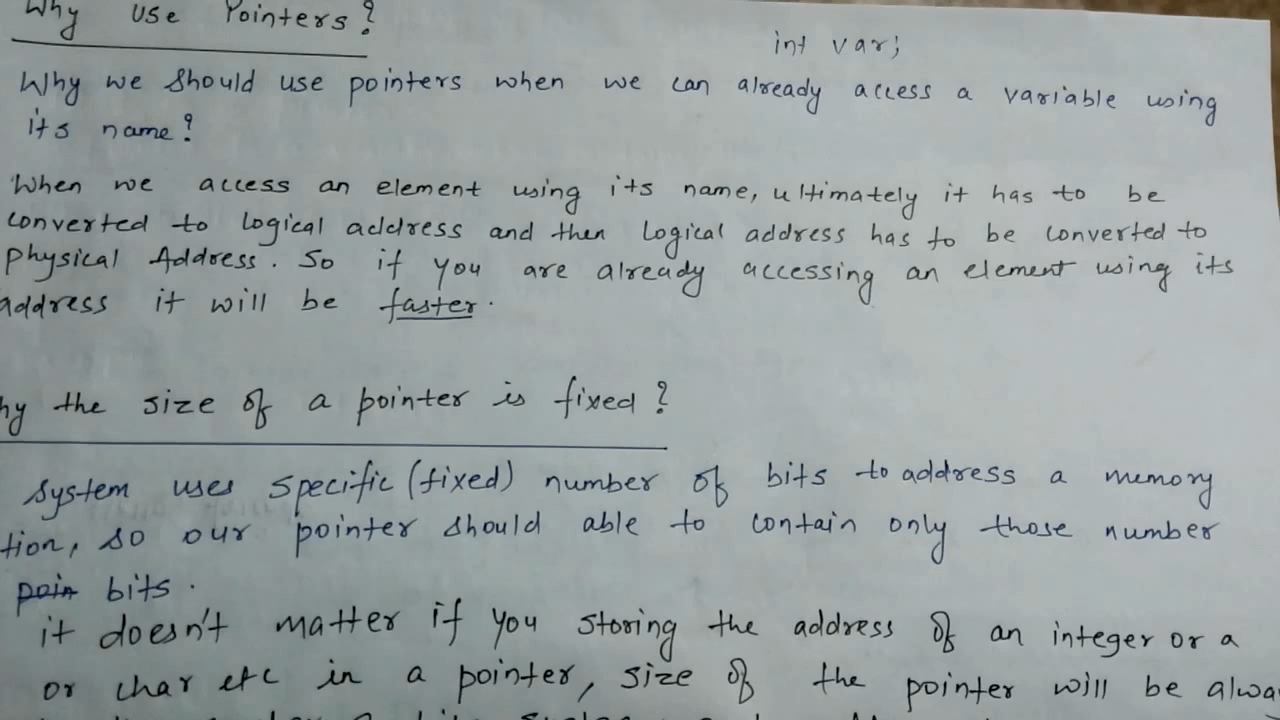 Why use Pointers?
int var;
Why we should use pointers when we can already access a variable using
its name?
When we access an element using its name, ultimately it has to be
converted to logical address and then logical address has to be converted to
Physical Address. So if you are already accessing an element using its
address it will be faster.
hy the size of a pointer is fixed?
System uses specific (fixed) number of bits to address a memory
tion, so our pointer should able to contain only those number
poin bits.
it doesn't matter if you storing the address of an integer or a
or char etc in a pointer, size of the pointer will be alwa